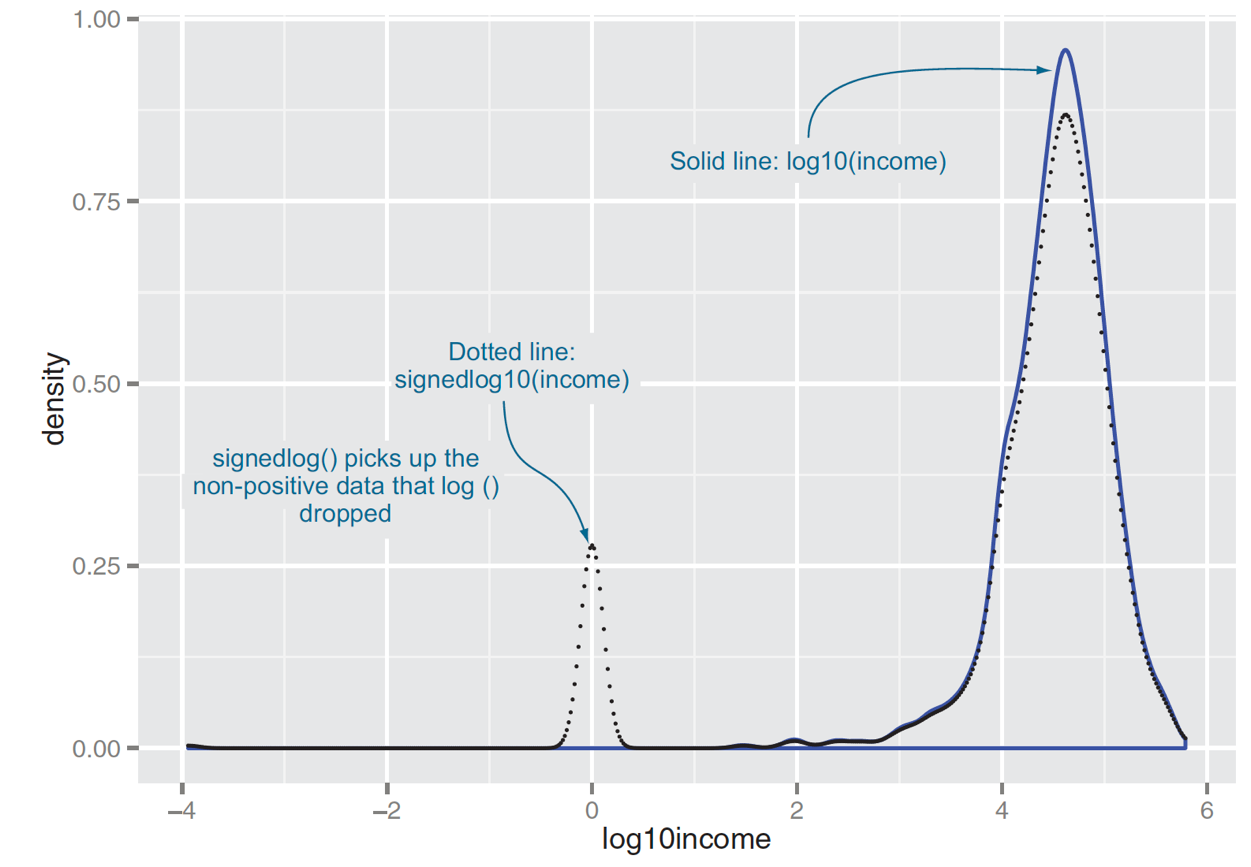 1.00
Solid line: log10(income)
0.75
Dotted line:
signedlog10(income)
0.50
density
signedlog() picks up the
non-positive data that log ()
dropped
0.25
0.00
–4
–2
0
2
4
6
log10income